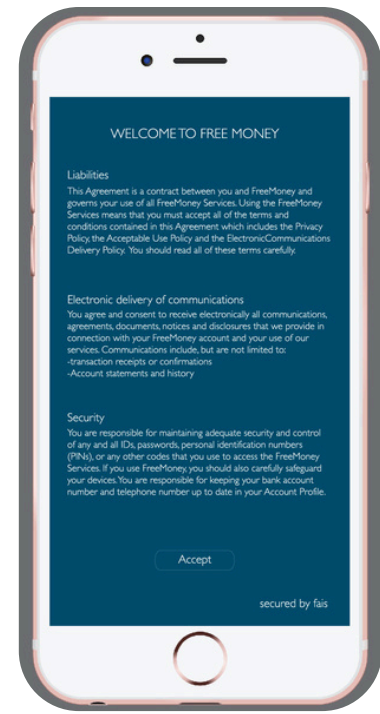 WELCOME TO FREE MONEY
Liabilities
This Agreement is a contract between you and FreeMoney and
governs your use of all FreeMoney Services. Using the FreeMoney
Services means that you must accept all of the terms and
conditions contained in this Agreement which includes the Privacy
Policy, the Acceptable Use Policy and the ElectronicCommunications
Delivery Policy. You should read all of these terms carefully.
Electronic delivery of communications
You agree and consent to receive electronically all communications,
agreements, documents, notices and disclosures that we provide in
connection with your FreeMoney account and your use of our
services. Communications include, but are not limited to:
-transaction receipts or confirmations
-Account statements and history
Security
You are responsible for maintaining adequate security and control
of any and all IDs, passwords, personal identification numbers
(PINs), or any other codes that you use to access the FreeMoney
Services. If you use FreeMoney, you should also carefully safeguard
your devices. You are responsible for keeping your bank account
number and telephone number up to date in your Account Profile.
Accept
secured by fais